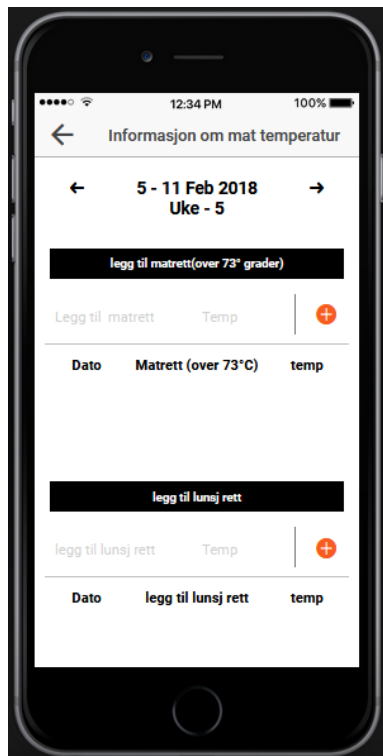 12:34 PM 100%
Informasjon om mat temperatur
5 - 11 Feb 2018
Uke - 5
legg til matrett(over 73° grader)
Legg til matrett Temp
Dato Matrett (over 73°C) temp
legg til lunsj rett
legg til lunsj rett Temp
Dato legg til lunsj rett temp